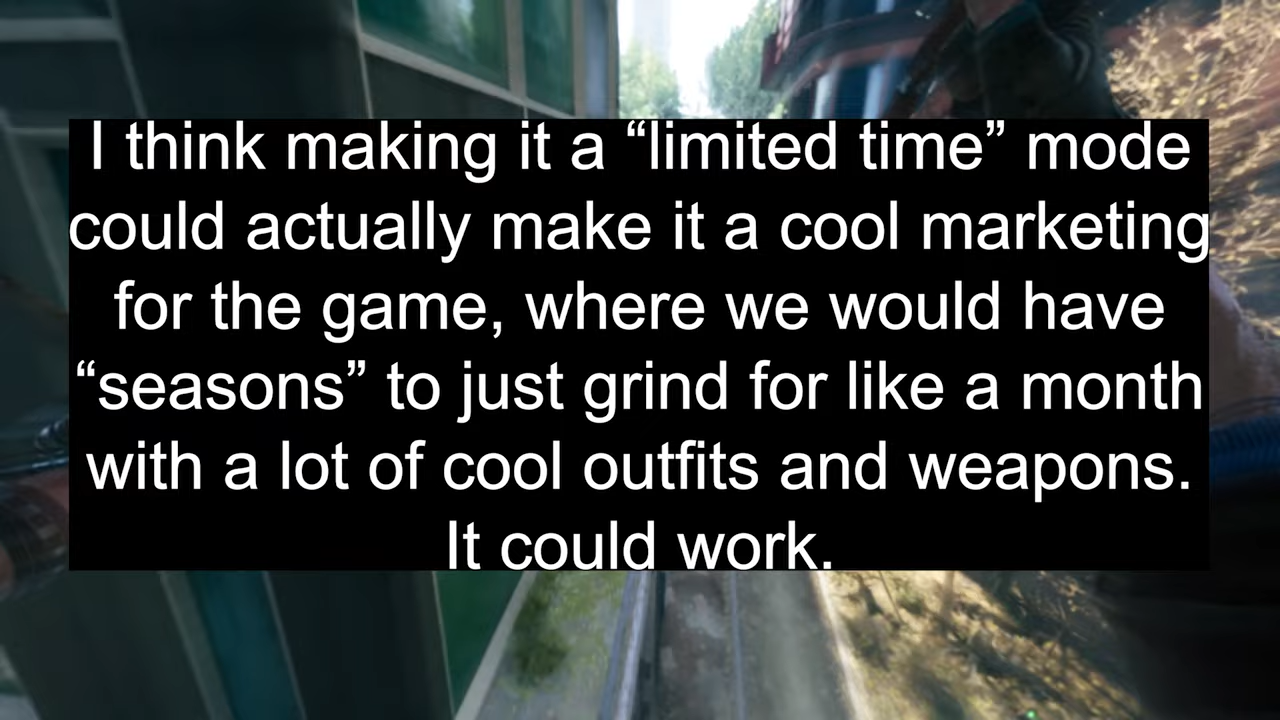 I think making it a “limited time” mode
could actually make it a cool marketing
for the game, where we would have
“seasons” to just grind for like a month
with a lot of cool outfits and weapons.
It could work.